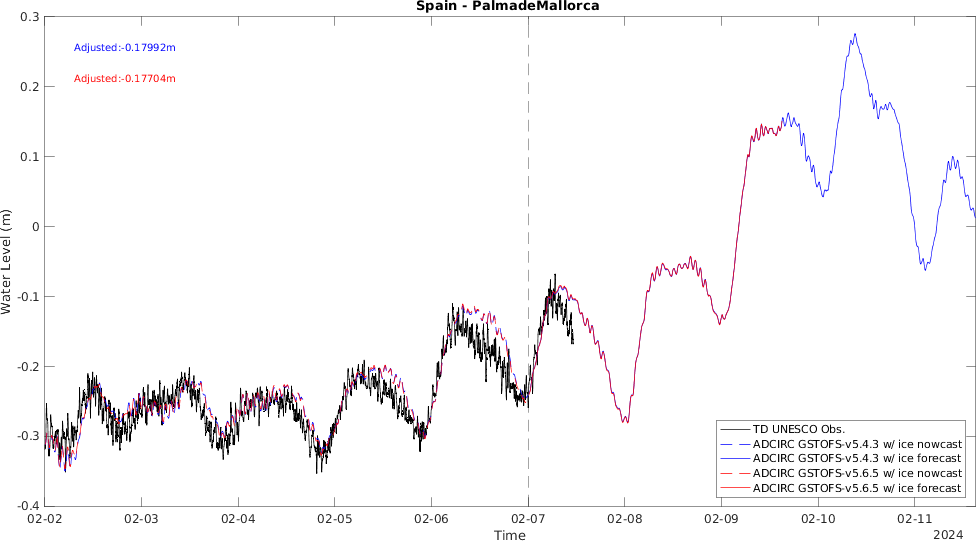 Spain - PalmadeMallorca
Adjusted:-0.17992m
Adjusted:-0.17704m
Water Level (m)
0.3
0.2
0.1
0
-0.1
-0.2
-0.3
-0.4
TD UNESCO Obs.
ADCIRC GSTOFS-v5.4.3 w/ ice nowcast
ADCIRC GSTOFS-v5.4.3 w/ ice forecast
ADCIRC GSTOFS-v5.6.5 w/ ice nowcast
ADCIRC GSTOFS-v5.6.5 w/ ice forecast
02-02 02-03 02-04 02-05 02-06 02-07 02-08 02-09 02-10 02-11
Time
2024